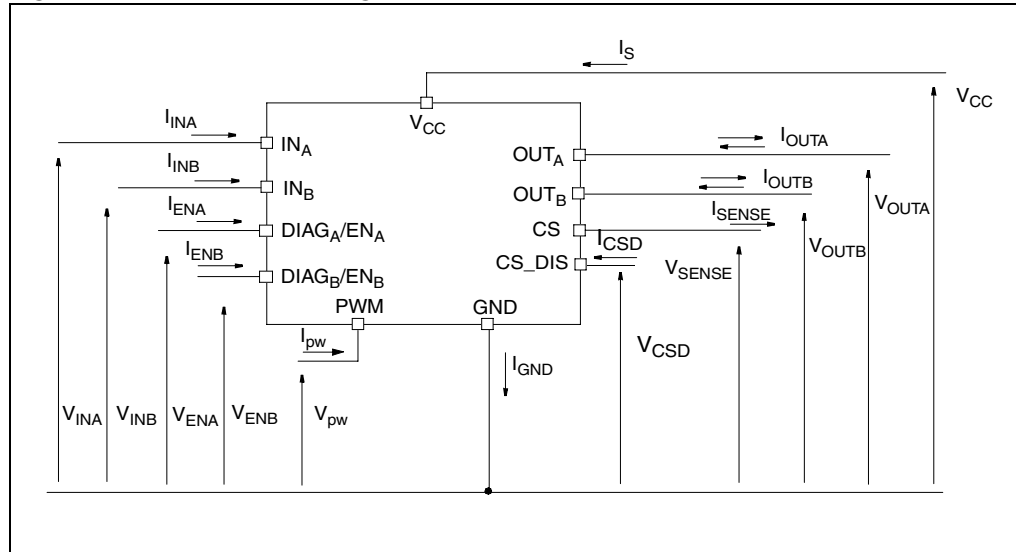 I_S
V_CC
V_CC
I_INA
IN_A
OUT_A
I_OUTA
I_INB
IN_B
OUT_B
I_OUTB
V_OUTA
I_ENA
DIAG_A/EN_A
CS
I_SENSE
I_ENB
DIAG_B/EN_B
CS_DIS
I_CSD
V_SENSE
V_OUTB
PWM
GND
I_pw
I_GND
V_CSD
V_INA
V_INB
V_ENA
V_ENB
V_pw